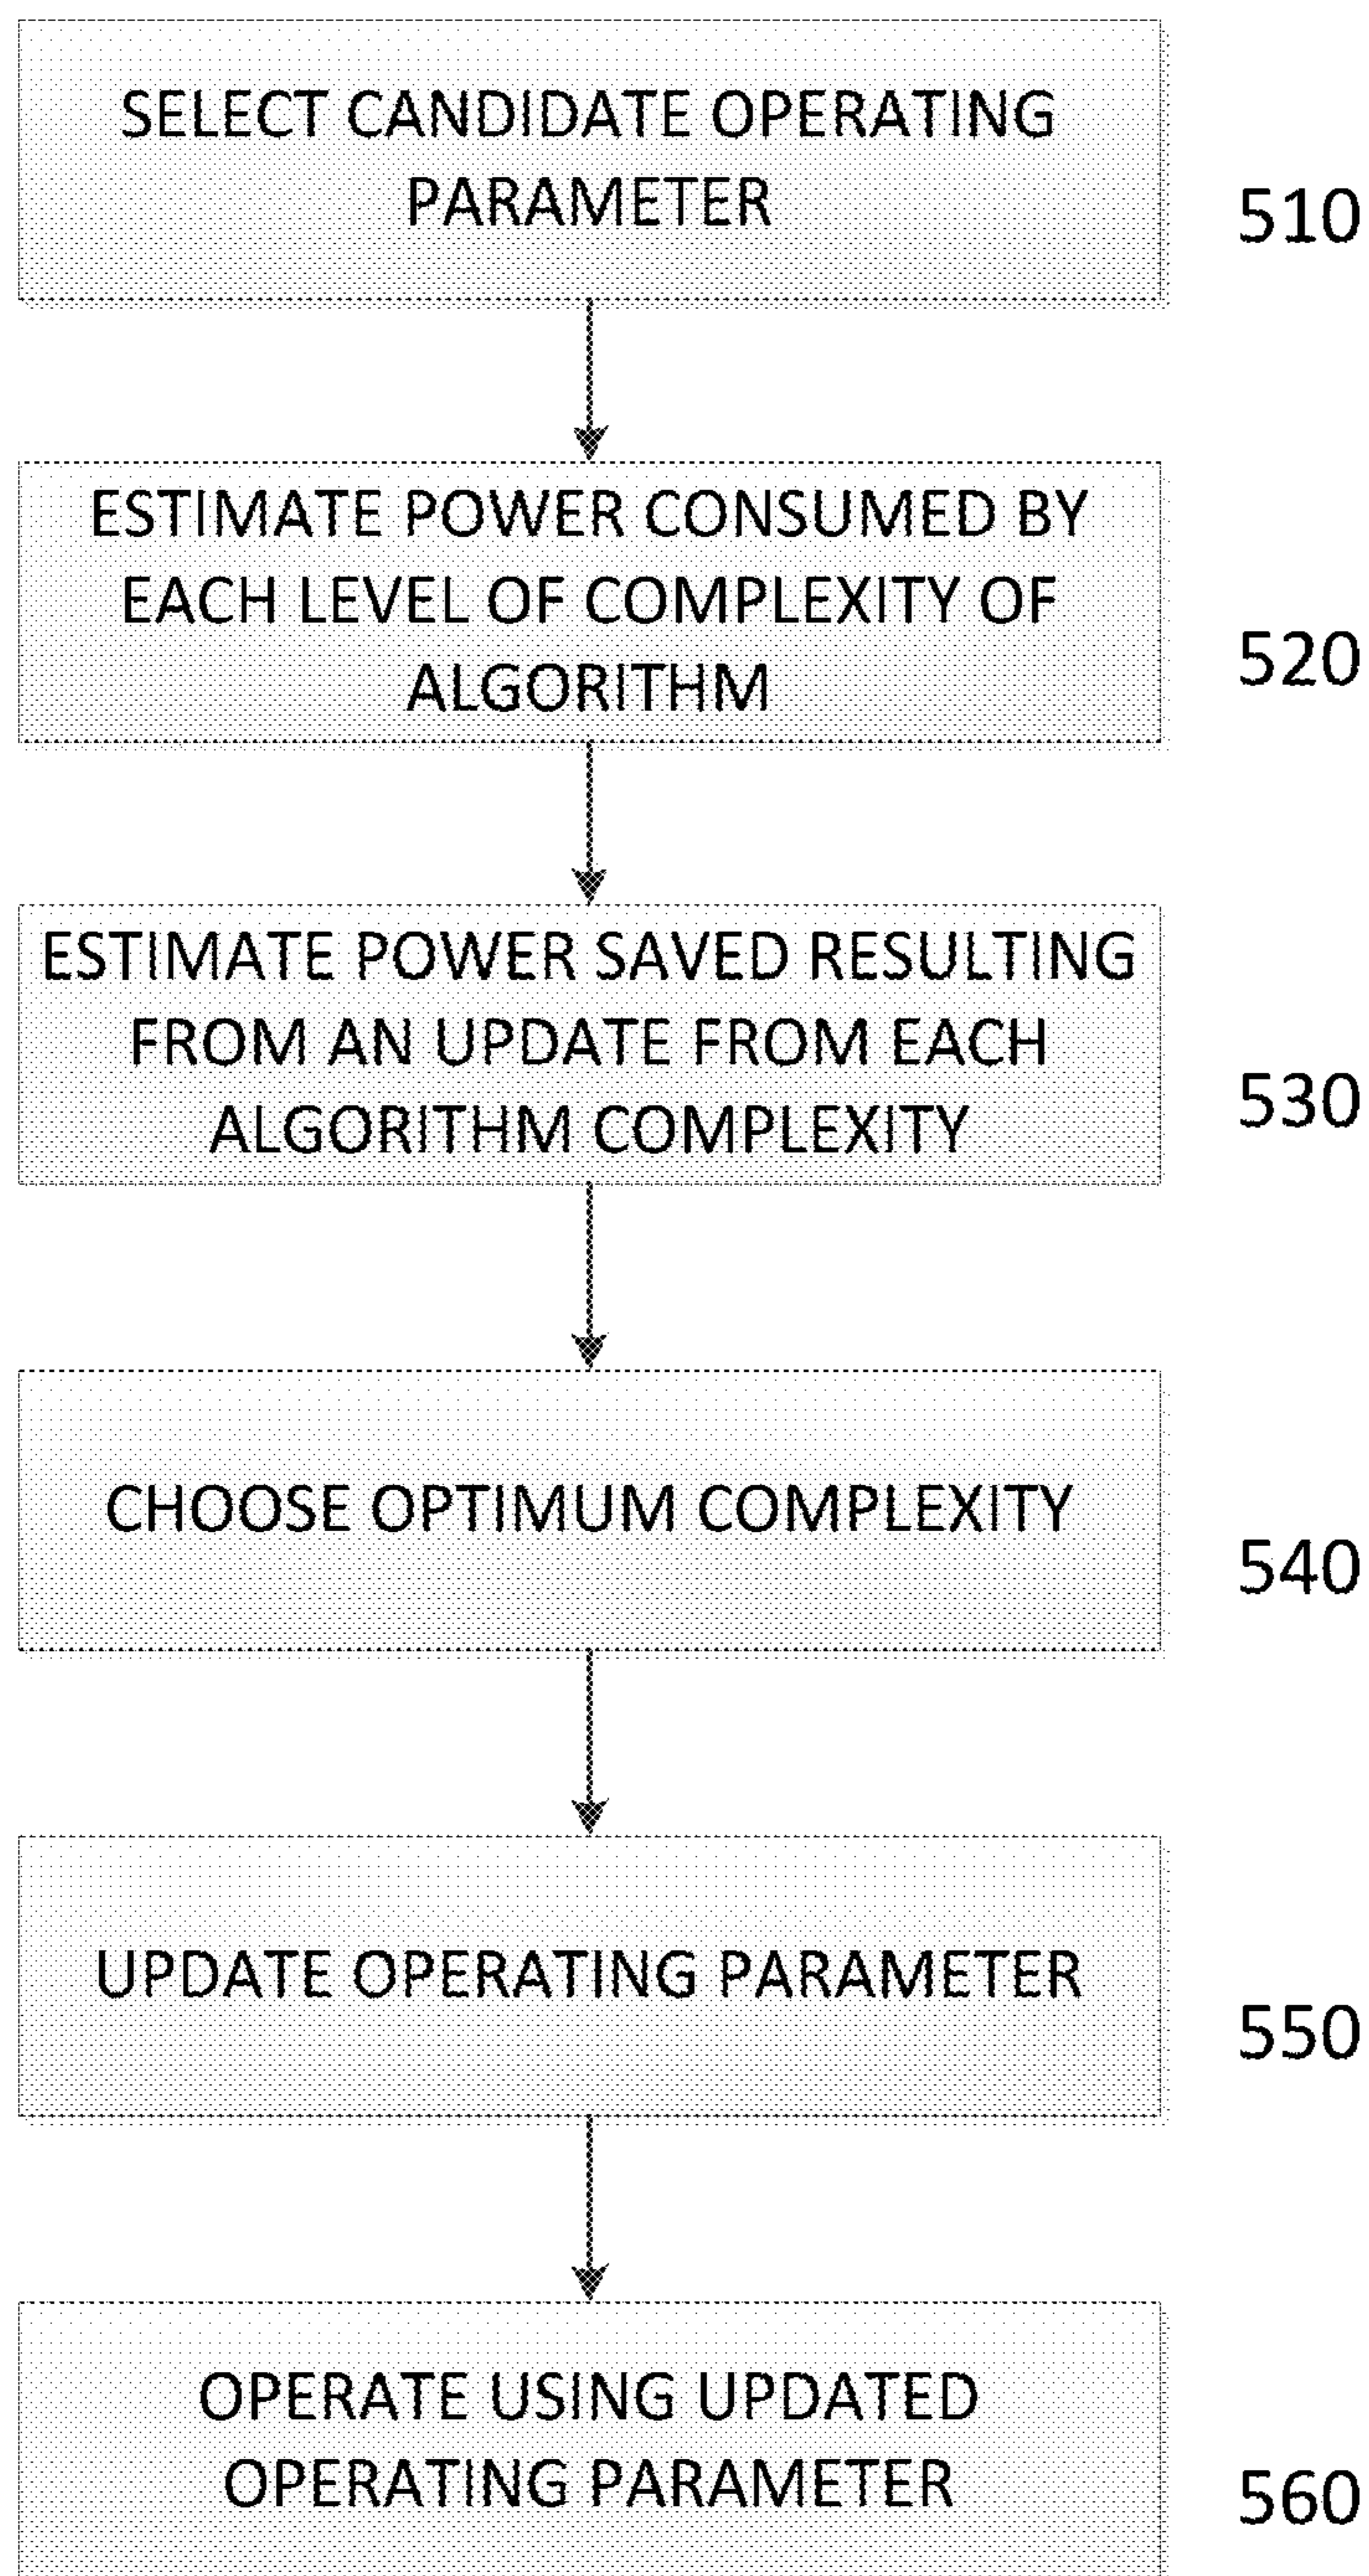 SELECT CANDIDATE OPERATING
PARAMETER
510
ESTIMATE POWER CONSUMED BY
EACH LEVEL OF COMPLEXITY OF
ALGORITHM
520
ESTIMATE POWER SAVED RESULTING
FROM AN UPDATE FROM EACH
ALGORITHM COMPLEXITY
530
CHOOSE OPTIMUM COMPLEXITY
540
UPDATE OPERATING PARAMETER
550
OPERATE USING UPDATED
OPERATING PARAMETER
560